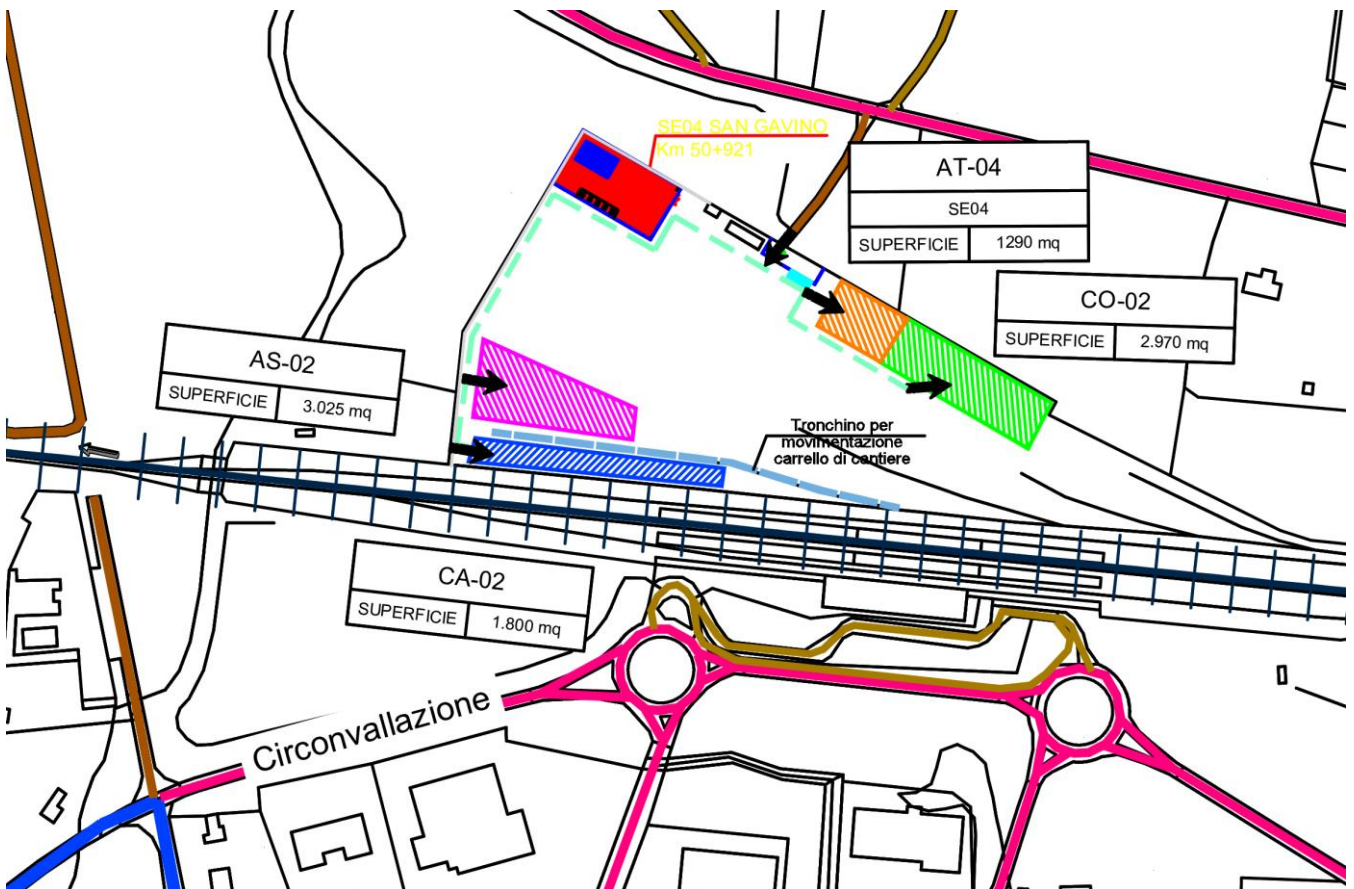 SE04 SAN GAVINO
Km 50+921
AT-04
SE04
SUPERFICIE 1290 mq
CO-02
SUPERFICIE 2.970 mq
AS-02
SUPERFICIE 3.025 mq
Tronchino per
movimentazione
carrello di cantiere
CA-02
SUPERFICIE 1.800 mq
Circonvallazione